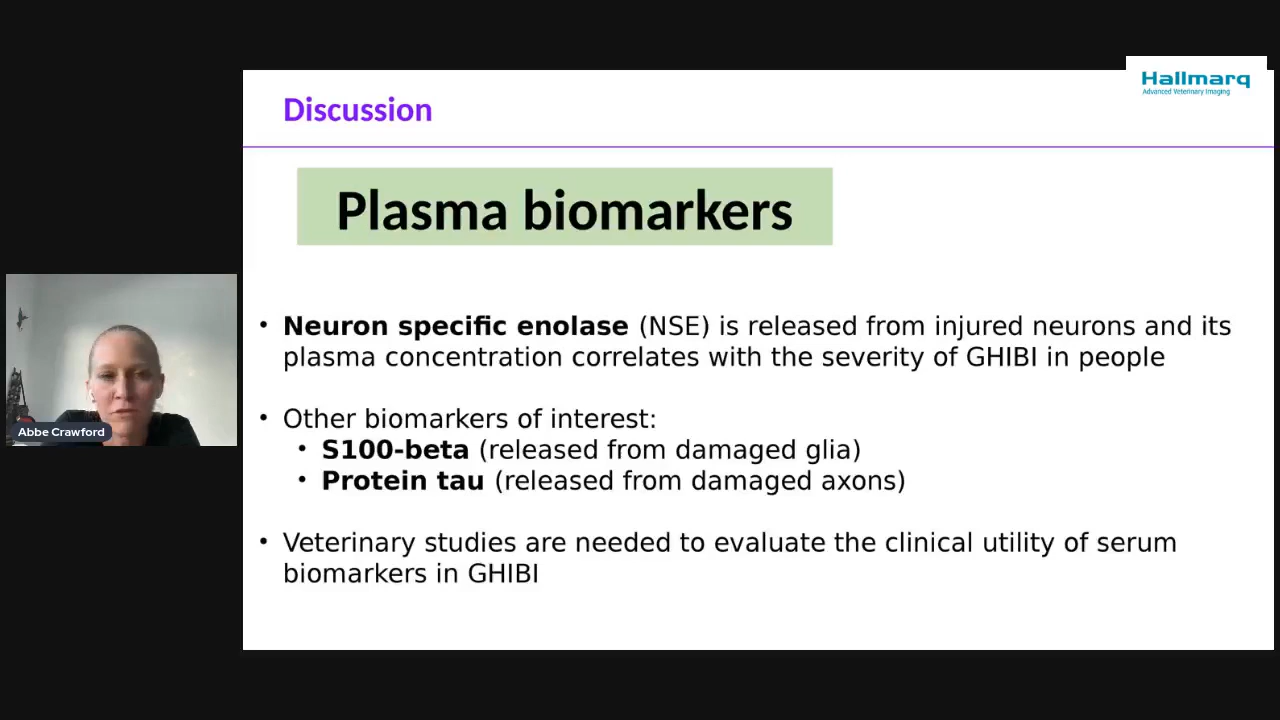 Hallmarq
Advanced Veterinary Imaging
Discussion
Plasma biomarkers
• Neuron specific enolase (NSE) is released from injured neurons and its
plasma concentration correlates with the severity of GHIBI in people
• Other biomarkers of interest:
• S100-beta (released from damaged glia)
• Protein tau (released from damaged axons)
• Veterinary studies are needed to evaluate the clinical utility of serum
biomarkers in GHIBI
Abbe Crawford